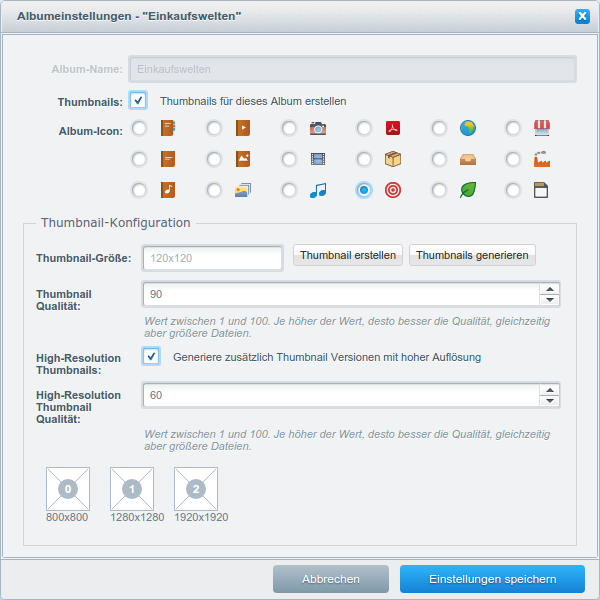 Albumeinstellungen - "Einkaufswelten"
Album-Name: Einkaufswelten
Thumbnails: Thumbnails für dieses Album erstellen
Album-Icon:
Thumbnail-Konfiguration
Thumbnail-Größe: 120x120 Thumbnail erstellen Thumbnails generieren
Thumbnail 90
Qualität:
Wert zwischen 1 und 100. Je höher der Wert, desto besser die Qualität, gleichzeitig
aber größere Dateien.
High-Resolution Generiere zusätzlich Thumbnail Versionen mit hoher Auflösung
Thumbnails:
High-Resolution 60
Thumbnail
Qualität:
Wert zwischen 1 und 100. Je höher der Wert, desto besser die Qualität, gleichzeitig
aber größere Dateien.
0 1 2
800x800 1280x1280 1920x1920
Abbrechen Einstellungen speichern